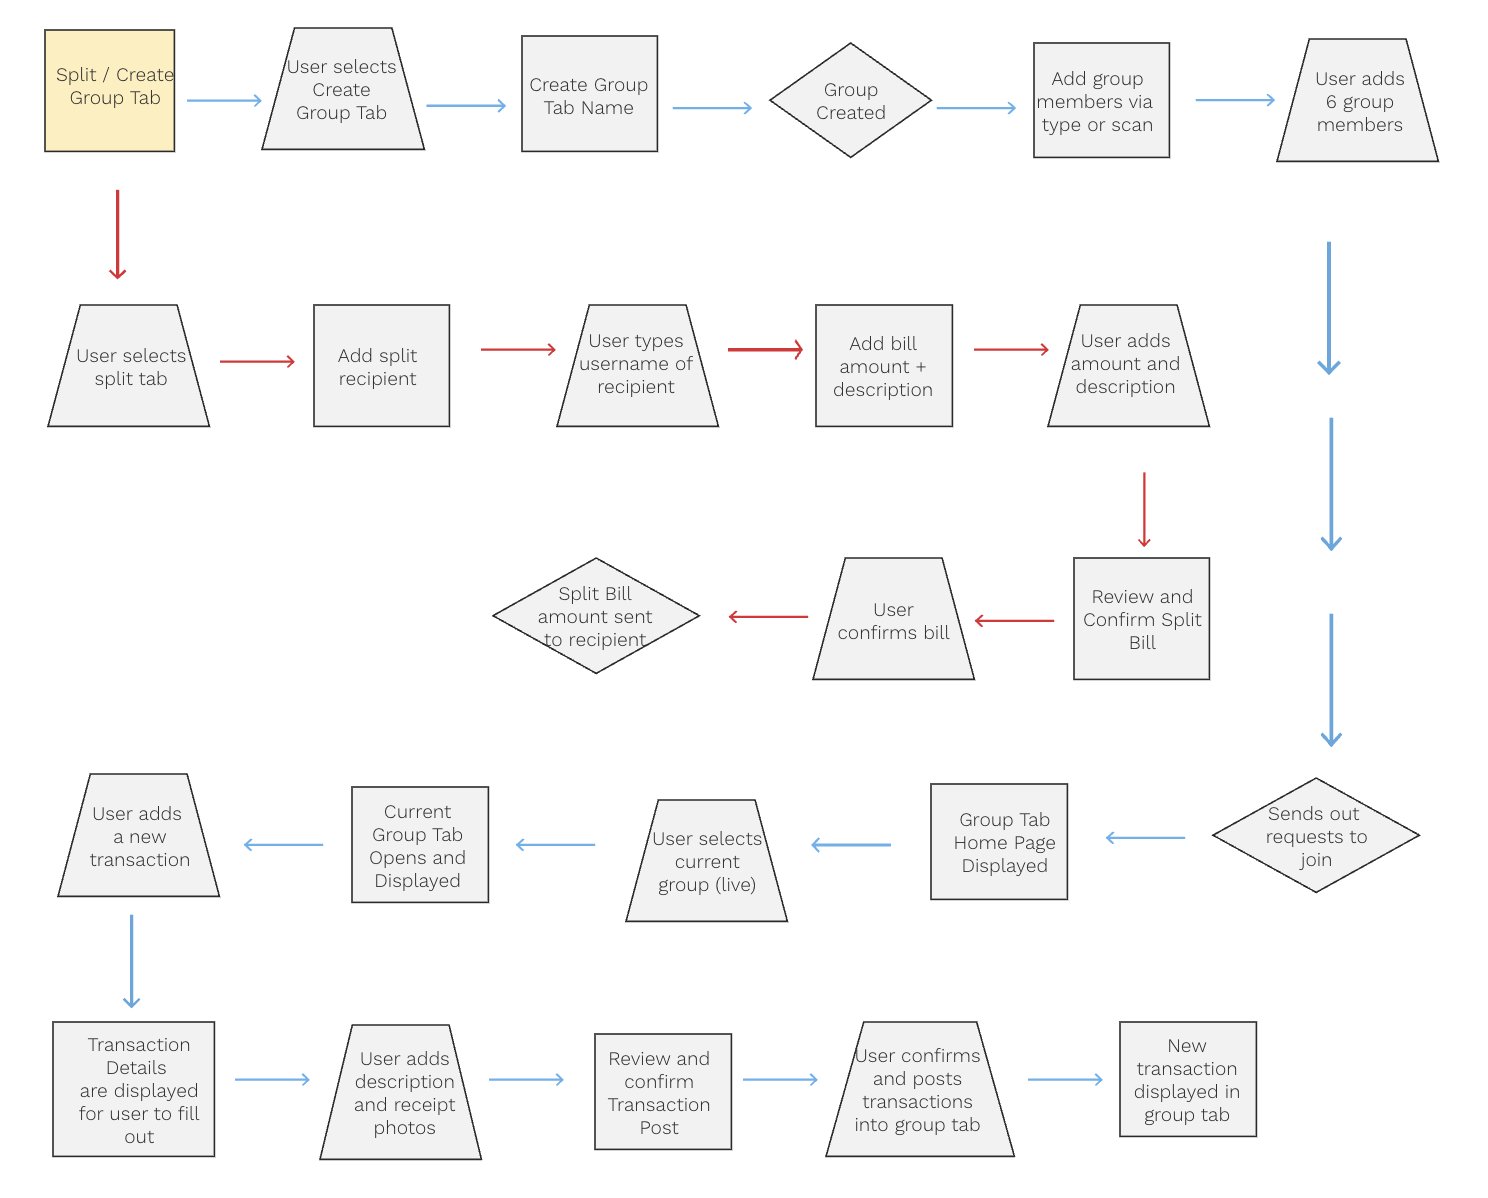 Split / Create
Group Tab
User selects
Create
Group Tab
Create Group
Tab Name
Group
Created
Add group
members via
type or scan
User adds
6 group
members
User selects
split tab
Add split
recipient
User types
username of
recipient
Add bill
amount +
description
User adds
amount and
description
Split Bill
amount sent
to recipient
User
confirms bill
Review and
Confirm Split
Bill
User adds
a new
transaction
Current
Group Tab
Opens and
Displayed
User selects
current
group (live)
Group Tab
Home Page
Displayed
Sends out
requests to
join
Transaction
Details
are displayed
for user to fill
out
User adds
description
and receipt
photos
Review and
confirm
Transaction
Post
User confirms
and posts
transactions
into group tab
New
transaction
displayed in
group tab